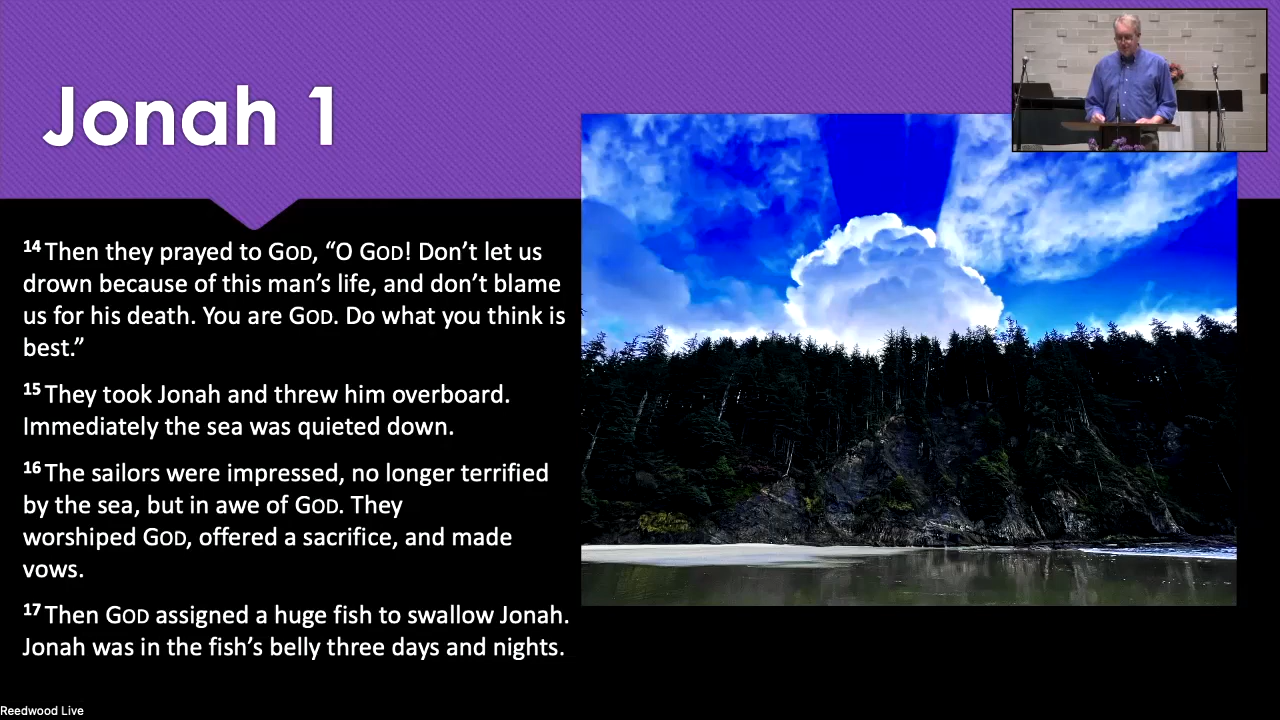 Jonah 1
14 Then they prayed to GOD, “O GOD! Don’t let us
drown because of this man’s life, and don’t blame
us for his death. You are GOD. Do what you think is
best.”
15 They took Jonah and threw him overboard.
Immediately the sea was quieted down.
16 The sailors were impressed, no longer terrified
by the sea, but in awe of GOD. They
worshiped GOD, offered a sacrifice, and made
vows.
17 Then GOD assigned a huge fish to swallow Jonah.
Jonah was in the fish’s belly three days and nights.
Reedwood Live